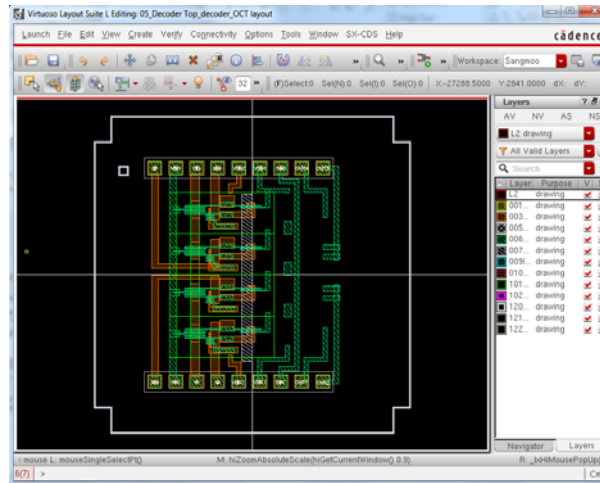 Virtuoso Layout Suite L Editing: 05_Decoder Top_decoder_OCT layout
Launch File Edit View Create Verify Connectivity Options Tools Window SX-CDS Help
cādence
Workspace: Sangmoo
32 » (F)Select:0 Sel(N):0 Sel(I):0 Sel(O):0 X:-27286.5000 Y:2841.0000 dX: dY:
Layers
AV NV AS NS
L2 drawing
All Valid Layers
Search
Layer Purpose V
L2 drawing
001... drawing
003... drawing
005... drawing
006... drawing
007... drawing
009(... drawing
010... drawing
101... drawing
102... drawing
120... drawing
121... drawing
122... drawing
Navigator Layers
mouse L: mouseSingleSelectPt() M: hiZoomAbsoluteScale(hiGetCurrentWindow() 0.9) R: _lxHiMousePopUp(
6(7) >